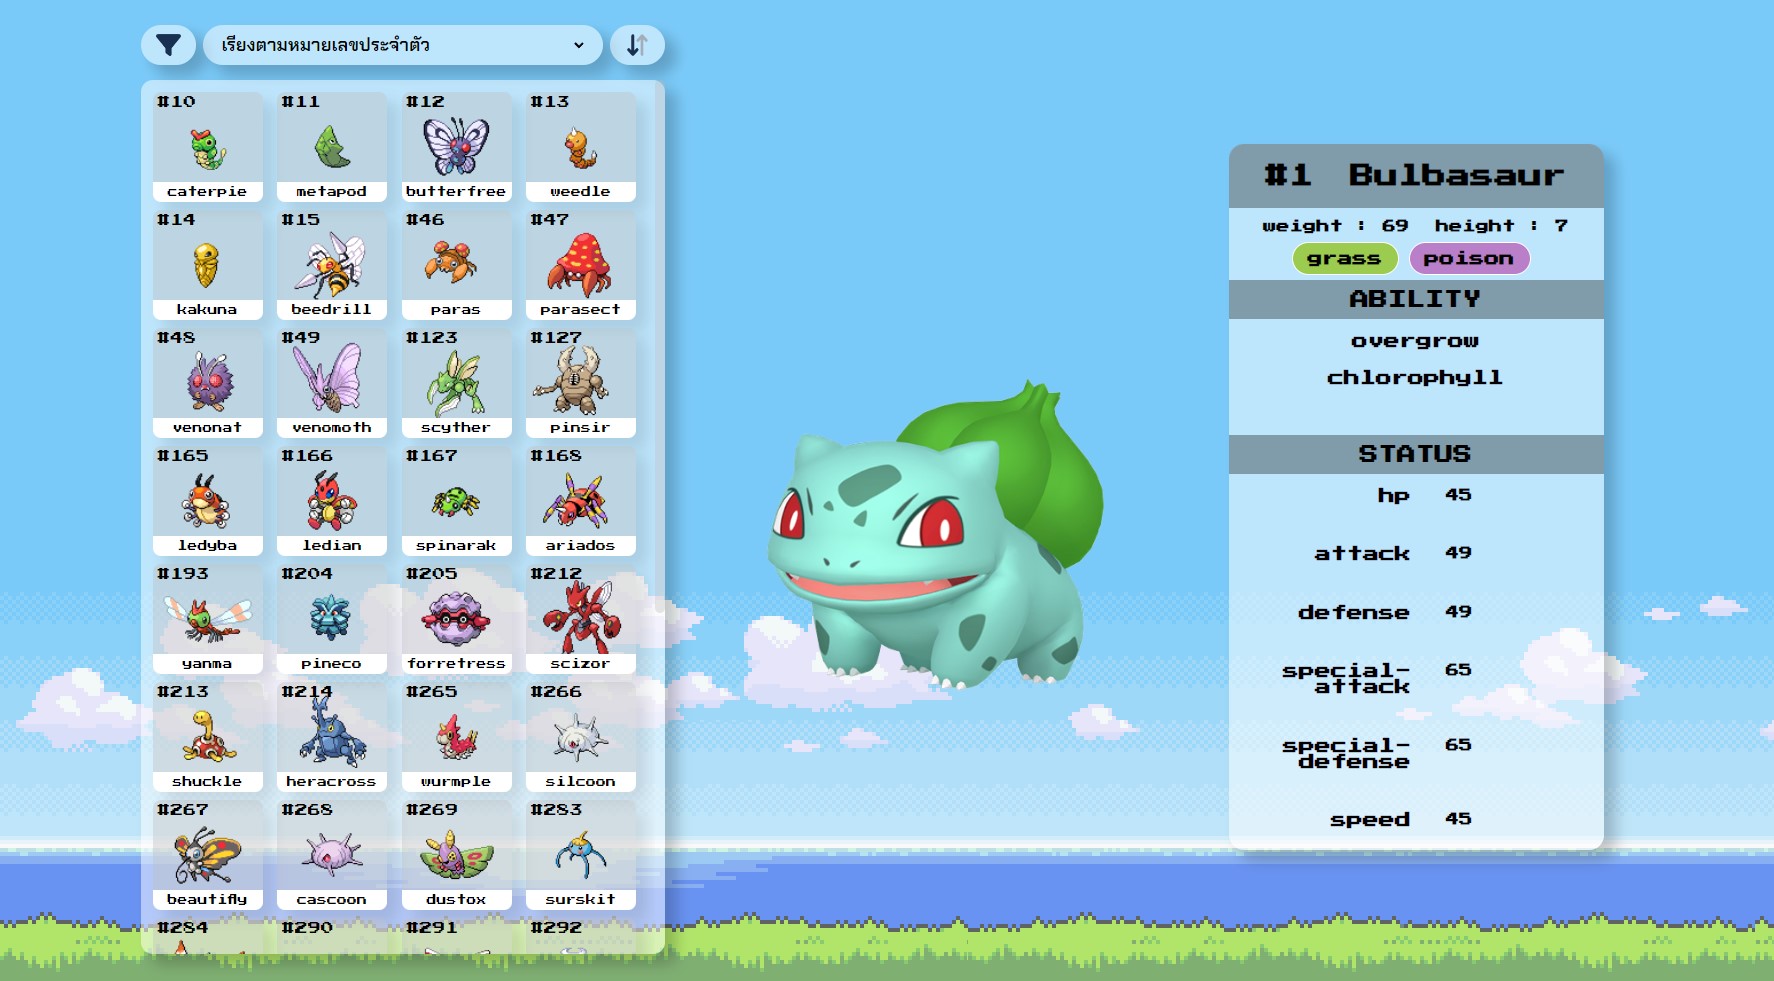 เรียงตามหมายเลขประจำตัว
#10 #11 #12 #13
caterpie metapod butterfree weedle
#14 #15 #46 #47
kakuna beedrill paras parasect
#48 #49 #123 #127
venonat venomoth scyther pinsir
#165 #166 #167 #168
ledyba ledian spinarak ariados
#193 #204 #205 #212
yanma pineco forretress scizor
#213 #214 #265 #266
shuckle heracross wurmple silcoon
#267 #268 #269 #283
beautifly cascoon dustox surskit
#284 #290 #291 #292
#1 Bulbasaur
weight : 69 height : 7
grass poison
ABILITY
overgrow
chlorophyll
STATUS
hp 45
attack 49
defense 49
special- 65
attack
special- 65
defense
speed 45